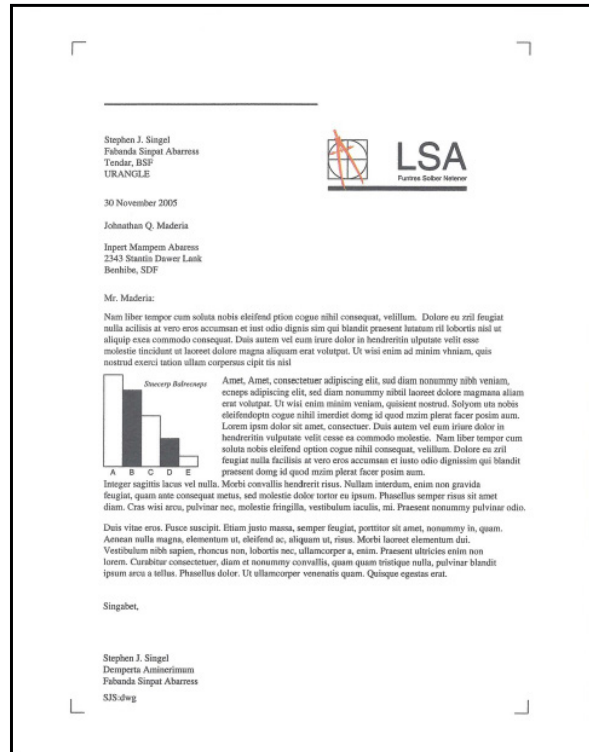 Stephen J. Singel
Fabanda Sinpat Abarress
Tendar, BSF
URANGLE
LSA
Funtrea Solber Netener
30 November 2005
Johnathan Q. Maderia
Inpert Mampem Abaress
2343 Stantin Dawer Lank
Benhibe, SDF
Mr. Maderia:
Nam liber tempor cum soluta nobis eleifend ption cogue nihil consequat, velillum. Dolore eu zril feugiat
nulla acilisis at vero eros accumsan et iust odio dignis sim qui blandit praesent lutatum ril lobortis nisl ut
aliquip exea commodo consequat. Duis autem vel eum irure dolor in hendreritin ulputate velit esse
molestie tincidunt ut laoreet dolore magna aliquam erat volutpat. Ut wisi enim ad minim vhniam, quis
nostrud exerci tation ullam corpersus cipit tis nisl
Stuecorp Balrecneps
A B C D E
Amet, Amet, consectetuer adipiscing elit, sud diam nonummy nibh veniam,
ecneps adipiscing elit, sed diam nonummy nibtil laoreet dolore magmana aliam
erat volutpat. Ut wisi enim minim veniam, quisient nostrud. Solyom uta nobis
eleifendoptn cogue nihil imerdiet domg id quod mzim plerat facer posim aum.
Lorem ipsm dolor sit amet, consectuer. Duis autem vel eum iriure dolor in
hendreritin vulputate velit cesse ea commodo molestie. Nam liber tempor cum
soluta nobis eleifend option cogue nihil consequat, velillum. Dolore eu zril
feugiat nulla facilisis at vero eros accumsan et iusto odio dignissim qui blandit
praesent domg id quod mzim plerat facer posim aum.
Integer sagittis lacus vel nulla. Morbi convallis hendrerit risus. Nullam interdum, enim non gravida
feugiat, quam ante consequat metus, sed molestie dolor tortor eu ipsum. Phasellus semper risus sit amet
diam. Cras wisi arcu, pulvinar nec, molestie fringilla, vestibulum iaculis, mi. Praesent nonummy pulvinar odio.
Duis vitae eros. Fusce suscipit. Etiam justo massa, semper feugiat, porttitor sit amet, nonummy in, quam.
Aenean nulla magna, elementum ut, eleifend ac, aliquam ut, risus. Morbi laoreet elementum dui.
Vestibulum nibh sapien, rhoncus non, lobortis nec, ullamcorper a, enim. Praesent ultricies enim non
lorem. Curabitur consectetuer, diam et nonummy convallis, quam quam tristique nulla, pulvinar blandit
ipsum arcu a tellus. Phasellus dolor. Ut ullamcorper venenatis quam. Quisque egestas erat.
Singabet,
Stephen J. Singel
Demperta Aminerimum
Fabanda Sinpat Abarress
SJS:dwg